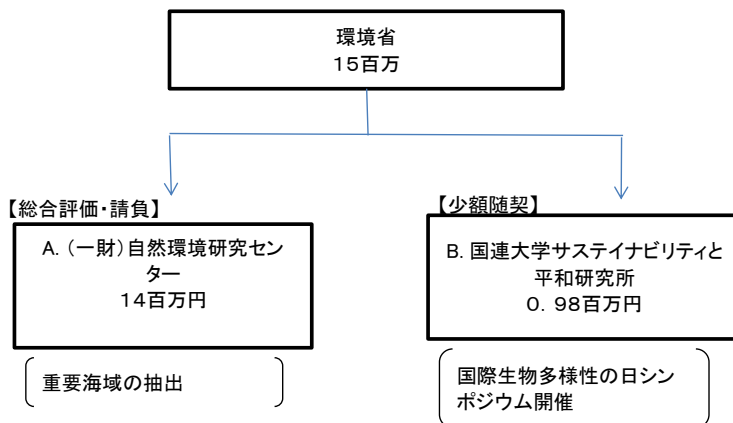 環境省
15百万
【総合評価・請負】
A. (一財)自然環境研究セン
ター
14百万円
重要海域の抽出
【少額随契】
B. 国連大学サステイナビリティと
平和研究所
0. 98百万円
国際生物多様性の日シン
ポジウム開催